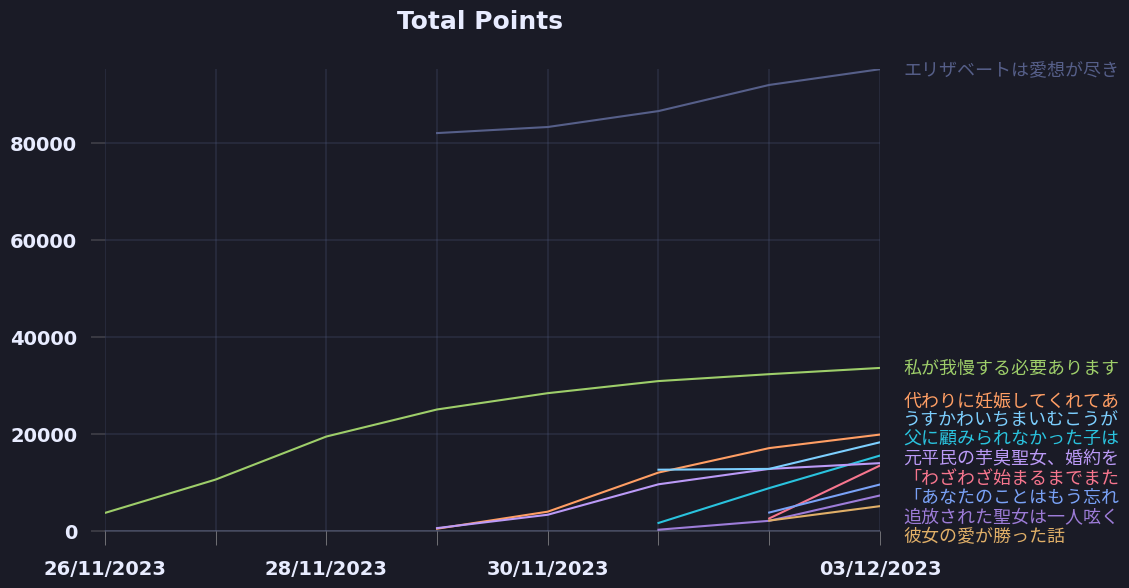 Total Points
エリザベートは愛想が尽き
80000
60000
40000
私が我慢する必要あります
代わりに妊娠してくれてあ
うすかわいちまいむこうが
20000
父に顧みられなかった子は
元平民の芋臭聖女、婚約を
「わざわざ始まるまでまた
「あなたのことはもう忘れ
追放された聖女は一人呟く
0
彼女の愛が勝った話
26/11/2023
28/11/2023
30/11/2023
03/12/2023